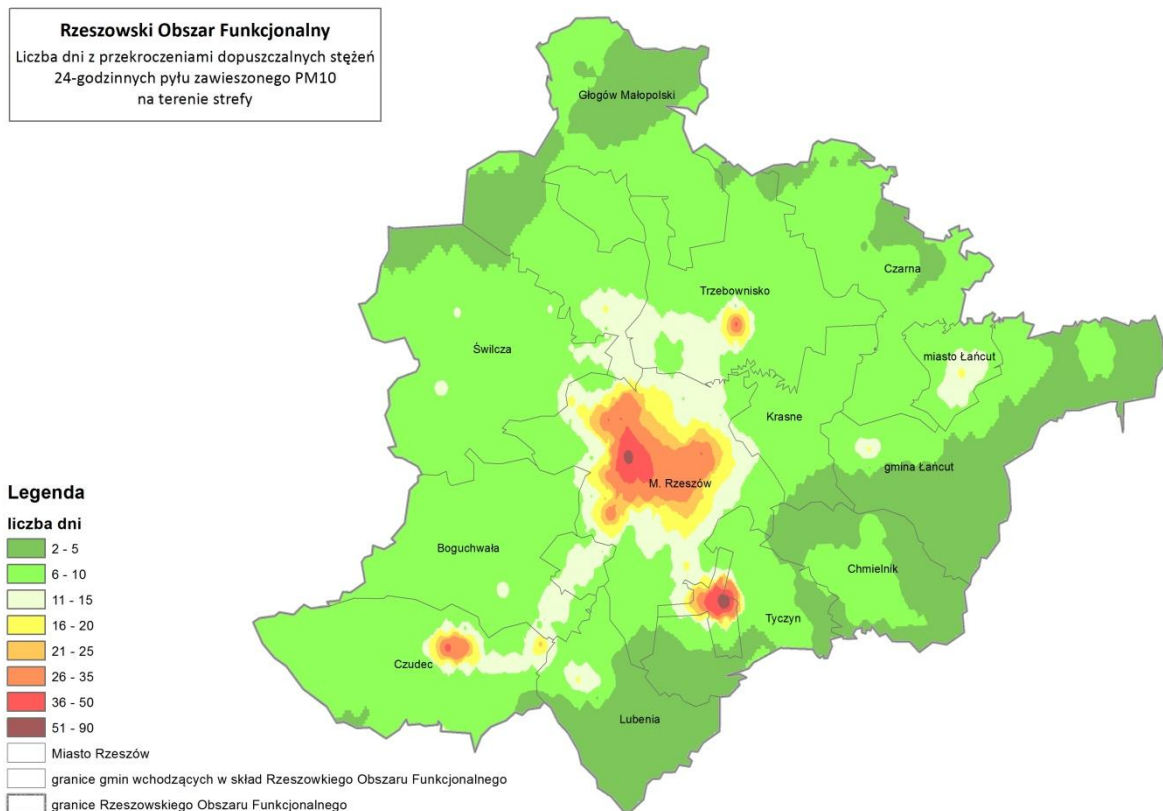 Rzeszowski Obszar Funkcjonalny
Liczba dni z przekroczeniami dopuszczalnych stężeń
24-godzinnych pyłu zawieszonego PM10
na terenie strefy
Głogów Małopolski
Czarna
Trzebownisko
Świlcza
miasto Łańcut
Krasne
gmina Łańcut
M. Rzeszów
Boguchwała
Chmielnik
Tyczyn
Czudec
Lubenia
Legenda
liczba dni
2 - 5
6 - 10
11 - 15
16 - 20
21 - 25
26 - 35
36 - 50
51 - 90
Miasto Rzeszów
granice gmin wchodzących w skład Rzeszowkiego Obszaru Funkcjonalnego
granice Rzeszowskiego Obszaru Funkcjonalnego